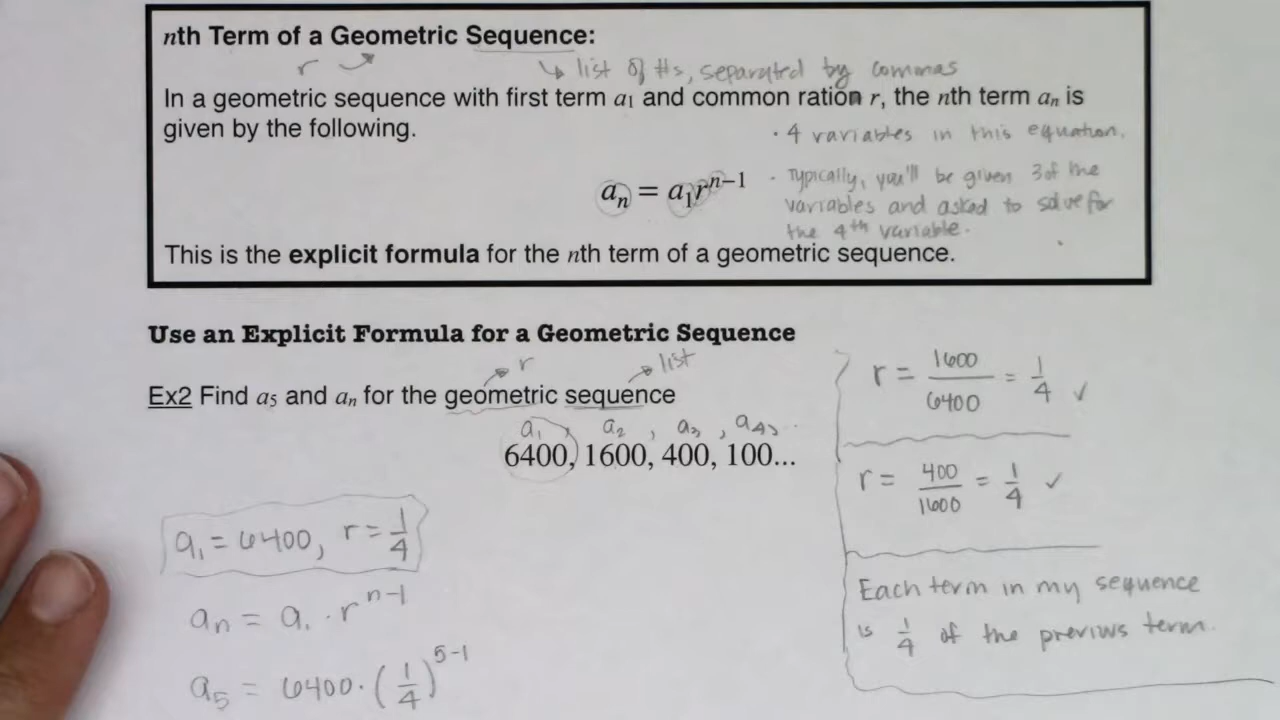 nth Term of a Geometric Sequence:
r
list of #s, separated by commas
In a geometric sequence with first term a₁ and common ration r, the nth term aₙ is
given by the following.
· 4 variables in this equation.
aₙ = a₁rⁿ⁻¹
· Typically, you'll be given 3 of the
variables and asked to solve for
the 4th variable.
This is the explicit formula for the nth term of a geometric sequence.
Use an Explicit Formula for a Geometric Sequence
r
list
Ex2 Find a₅ and aₙ for the geometric sequence
a₁, a₂, a₃, a₄, ...
6400, 1600, 400, 100...
r = 1600/6400 = 1/4 ✓
r = 400/1600 = 1/4 ✓
Each term in my sequence
is 1/4 of the previous term.
a₁ = 6400, r = 1/4
aₙ = a₁ · rⁿ⁻¹
a₅ = 6400 · (1/4)⁵⁻¹